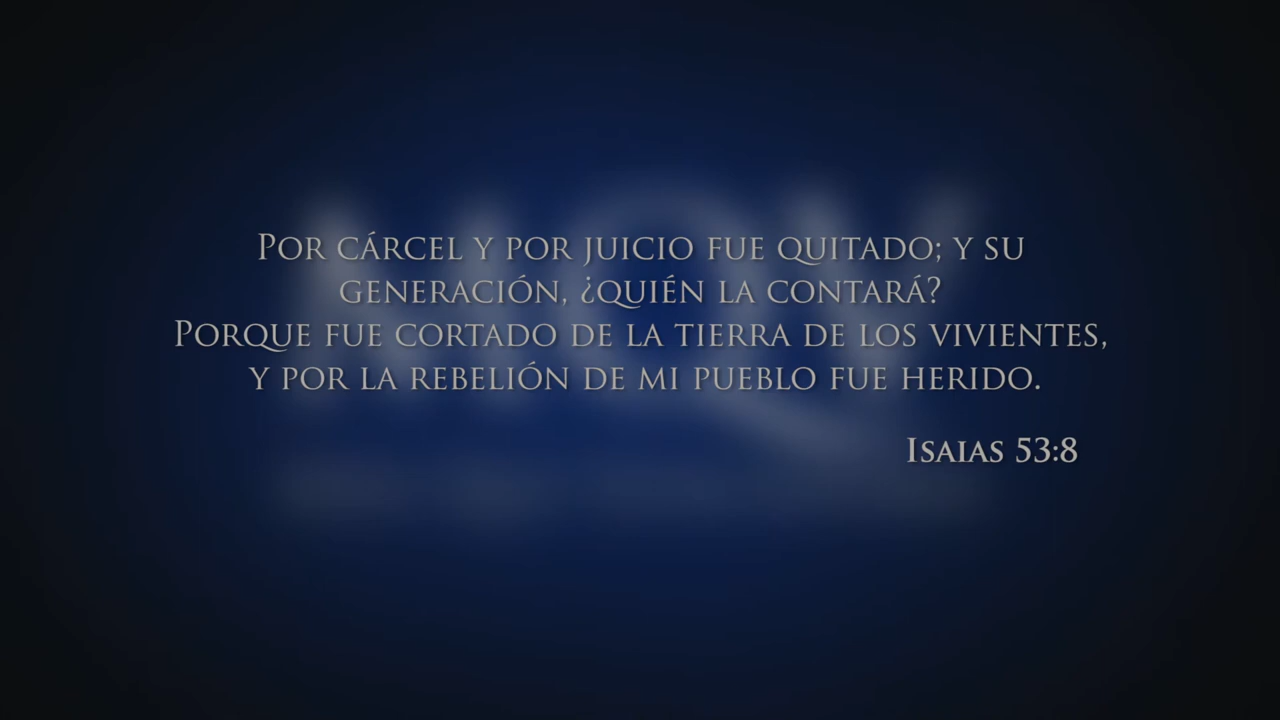 Por cárcel y por juicio fue quitado; y su
generación, ¿quién la contará?
Porque fue cortado de la tierra de los vivientes,
y por la rebelión de mi pueblo fue herido.
Isaias 53:8